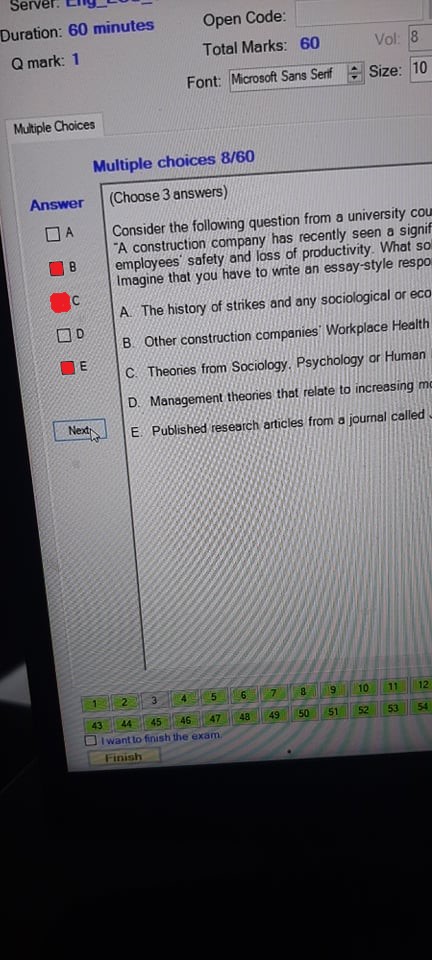 Server:
Duration: 60 minutes
Open Code:
Q mark: 1
Total Marks: 60
Vol: 8
Font: Microsoft Sans Serif
Size: 10
Multiple Choices
Multiple choices 8/60
Answer
(Choose 3 answers)
A
B
C
D
E
Next
Consider the following question from a university
"A construction company has recently seen a
employees' safety and loss of productivity. What
Imagine that you have to write an essay-style
A. The history of strikes and any sociological or
B. Other construction companies' Workplace Health
C. Theories from Sociology, Psychology or Human
D. Management theories that relate to increasing
E. Published research articles from a journal called
1 2 3 4 5 6 7 8 9 10 11 12
43 44 45 46 47 48 49 50 51 52 53 54
I want to finish the exam.
Finish